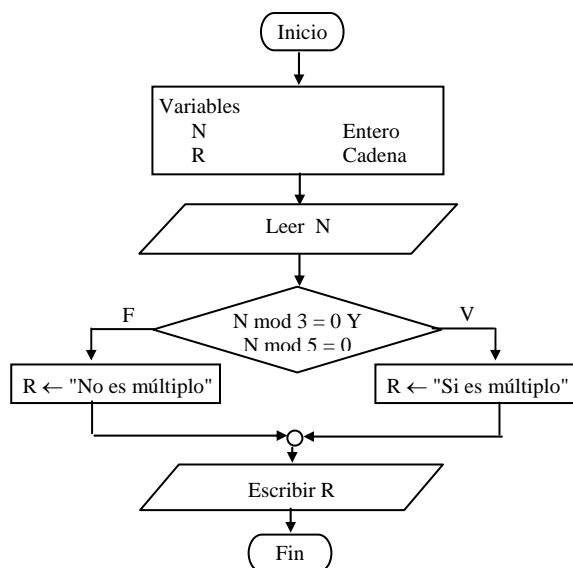 Inicio
Variables
N Entero
R Cadena
Leer N
F
V
N mod 3 = 0 Y
N mod 5 = 0
R ← "No es múltiplo"
R ← "Si es múltiplo"
Escribir R
Fin